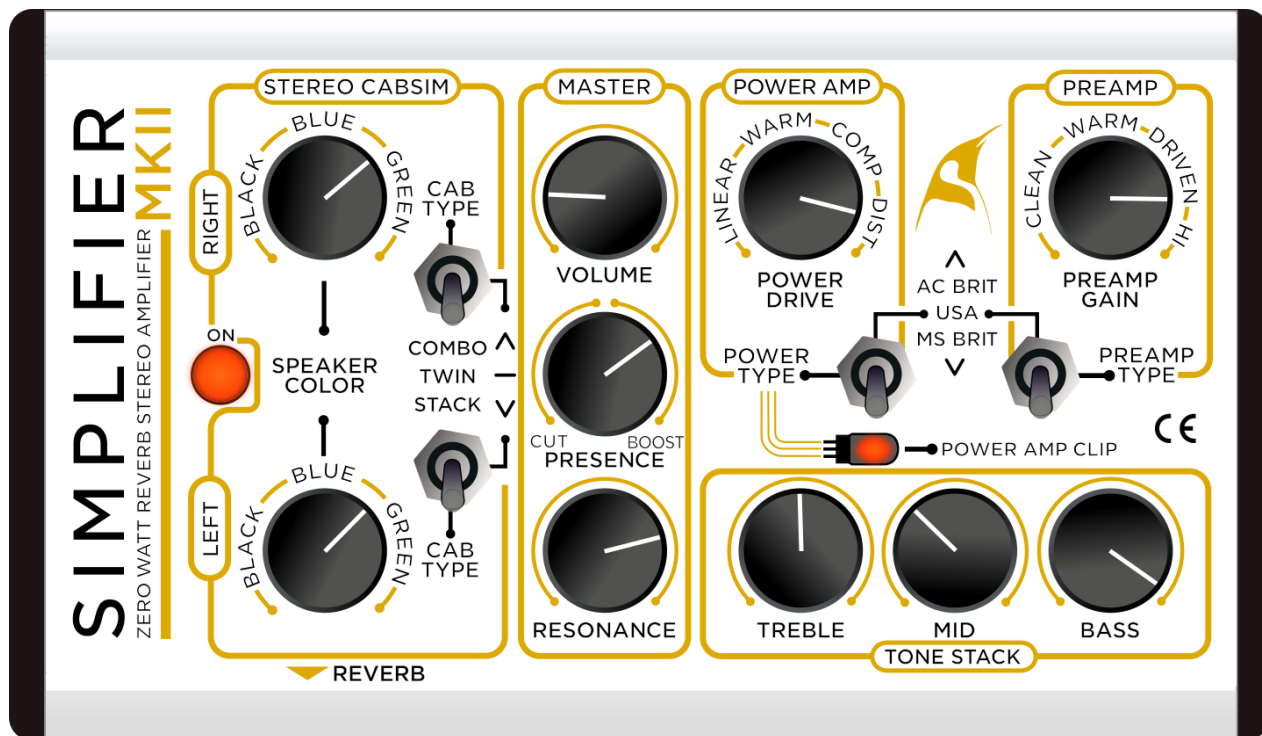 SIMPLIFIER
MKII
ZERO WATT REVERB STEREO AMPLIFIER
STEREO CABSIM
RIGHT
BLACK
BLUE
GREEN
CAB
TYPE
ON
SPEAKER
COLOR
COMBO
TWIN
STACK
LEFT
BLACK
BLUE
GREEN
CAB
TYPE
REVERB
MASTER
VOLUME
CUT
BOOST
PRESENCE
RESONANCE
POWER AMP
LINEAR
WARM
COMP
DIST
POWER
DRIVE
AC BRIT
USA
MS BRIT
PREAMP
CLEAN
WARM
DRIVEN
HI
PREAMP
GAIN
POWER
TYPE
PREAMP
TYPE
CE
POWER AMP CLIP
TREBLE
MID
BASS
TONE STACK